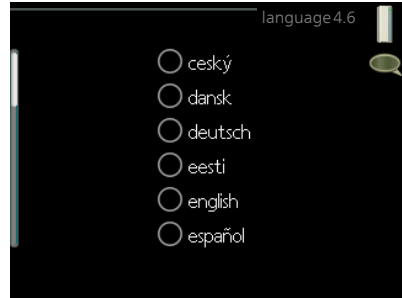 language 4.6
ceský
dansk
deutsch
eesti
english
español